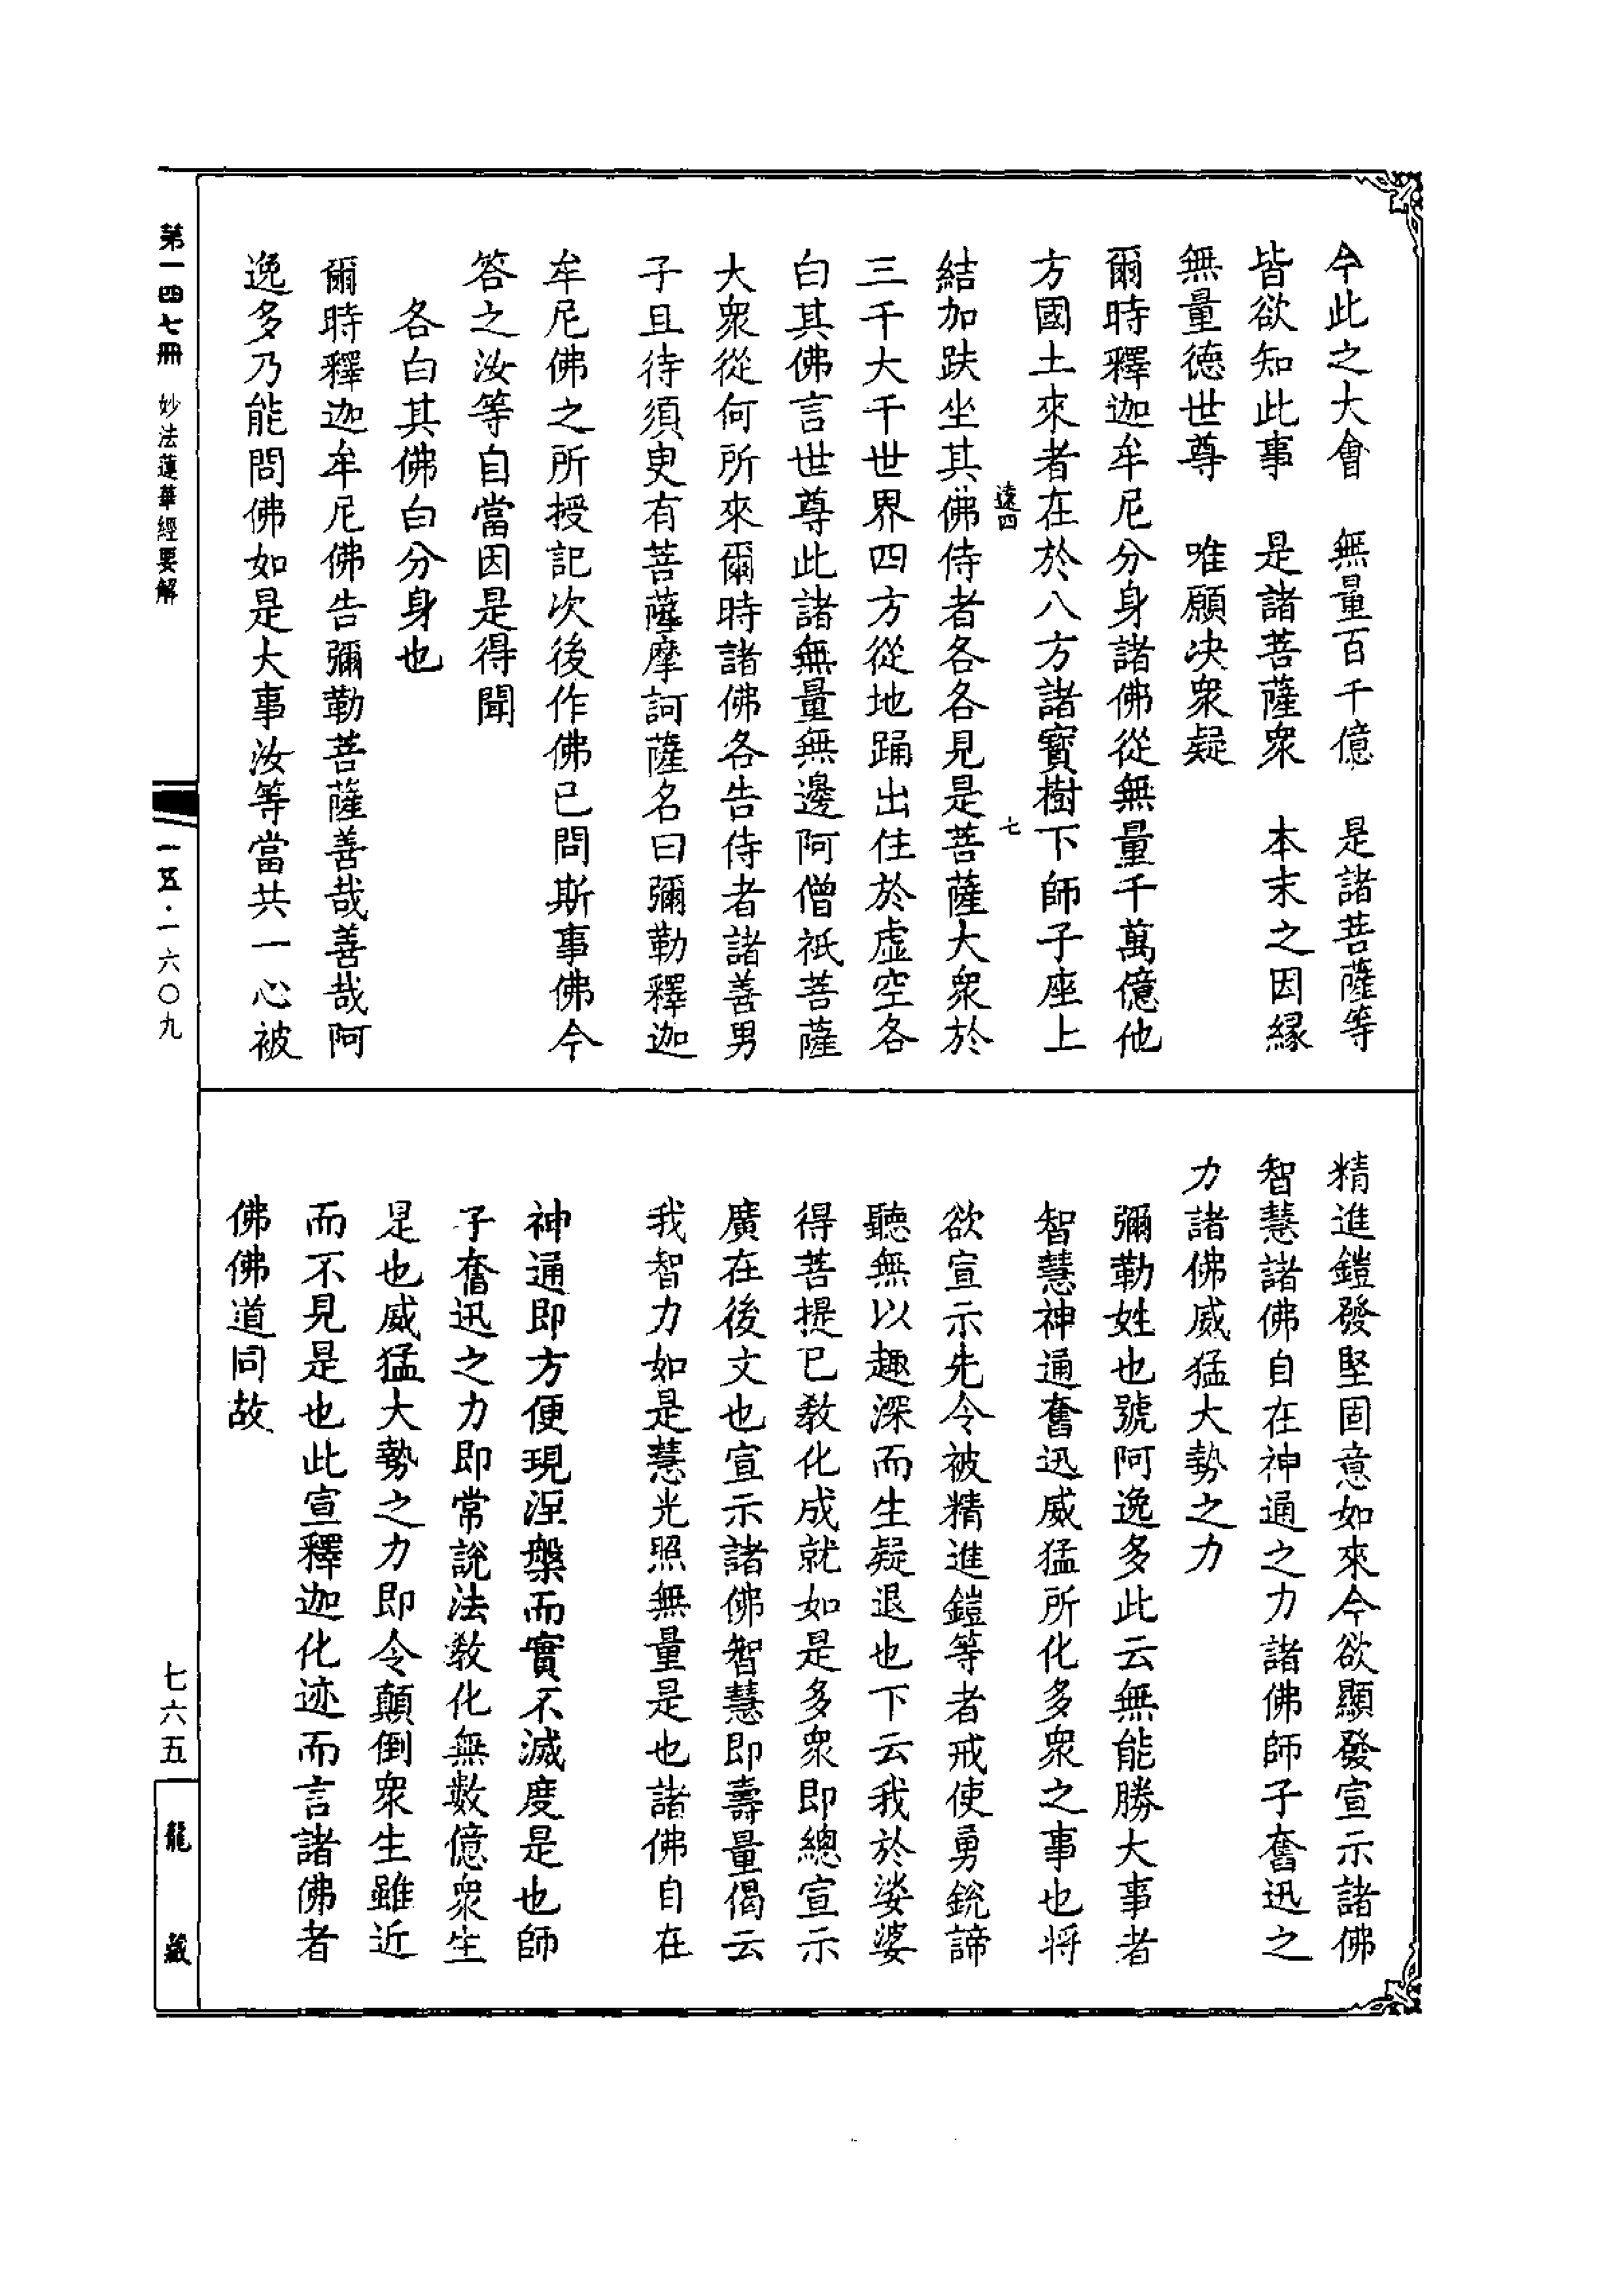 今此之大會　無量百千億　是諸菩薩等
皆欲知此事　是諸菩薩衆　本末之因縁
無量德世尊　唯願决衆疑
爾時釋迦牟尼分身諸佛從無量千萬億他
方國土來者在於八方諸寳樹下師子座上
遠四　七
結加趺坐其佛侍者各各見是菩薩大衆於
三千大千世界四方從地踊出住於虛空各
白其佛言世尊此諸無量無邊阿僧祇菩薩
大衆從何所來爾時諸佛各告侍者諸善男
子且待須臾有菩薩摩訶薩名曰彌勒釋迦
牟尼佛之所授記次後作佛已問斯事佛今
答之汝等自當因是得聞
各白其佛白分身也
爾時釋迦牟尼佛告彌勒菩薩善哉善哉阿
逸多乃能問佛如是大事汝等當共一心被
精進鎧發堅固意如來今欲顯發宣示諸佛
智慧諸佛自在神通之力諸佛師子奮迅之
力諸佛威猛大勢之力
彌勒姓也號阿逸多此云無能勝大事者
智慧神通奮迅威猛所化多衆之事也將
欲宣示先令被精進鎧等者戒使勇銳諦
聽無以趣深而生疑退也下云我於娑婆
得菩提已教化成就如是多衆即總宣示
廣在後文也宣示諸佛智慧即壽量偈云
我智力如是慧光照無量是也諸佛自在
神通即方便現涅槃而實不滅度是也師
子奮迅之力即常說法教化無數億衆生
是也威猛大勢之力即令顛倒衆生雖近
而不見是也此宣釋迦化迹而言諸佛者
佛佛道同故
第一四七冊　妙法蓮華經要解
一五·一六〇九
七六五
龍藏